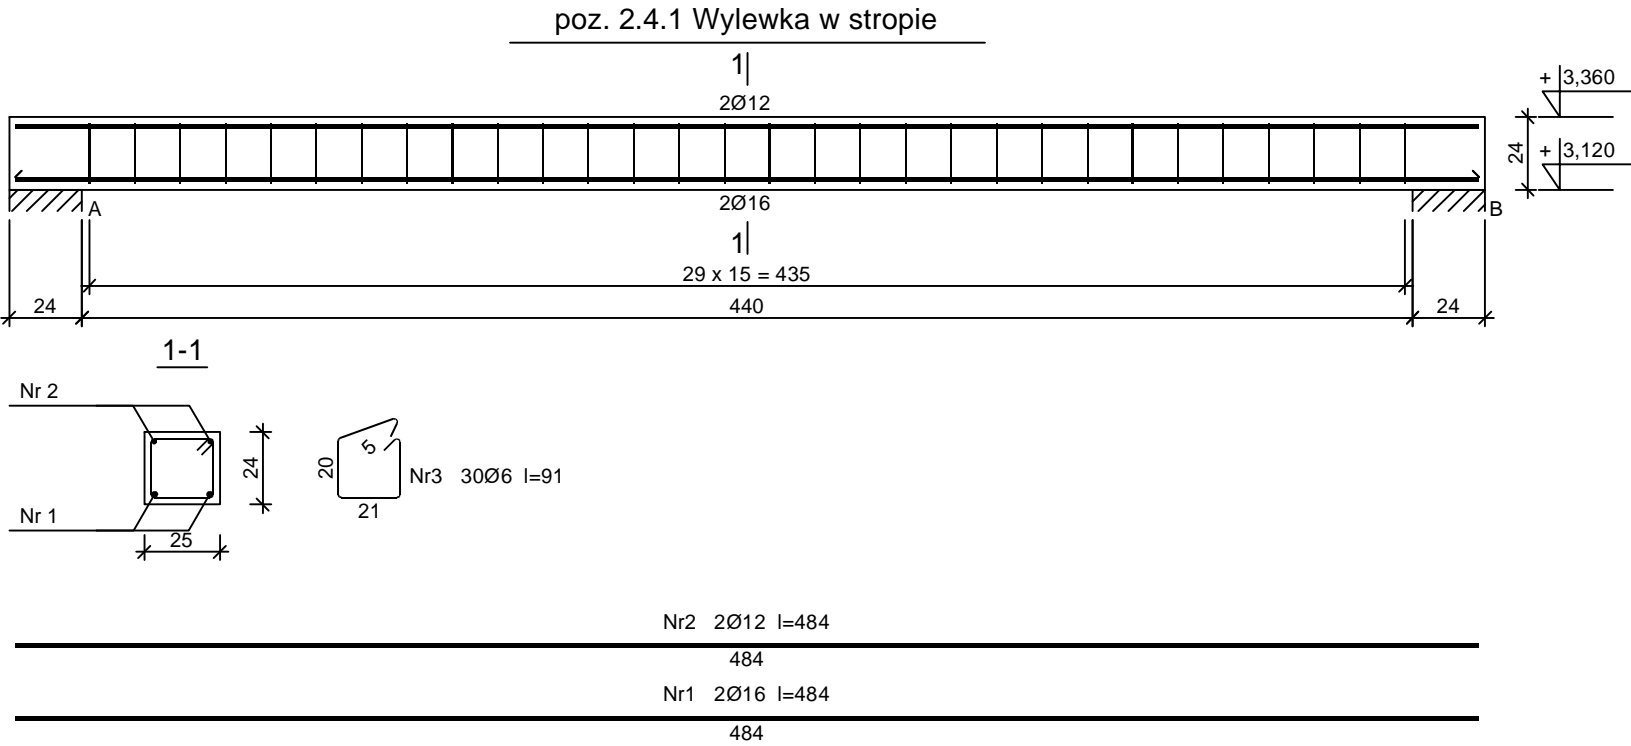 poz. 2.4.1 Wylewka w stropie
1
2Ø12
+ 3,360
24
+ 3,120
A
2Ø16
B
1
29 x 15 = 435
24
440
24
1-1
Nr 2
24
20
5
Nr3 30Ø6 l=91
21
Nr 1
25
Nr2 2Ø12 l=484
484
Nr1 2Ø16 l=484
484